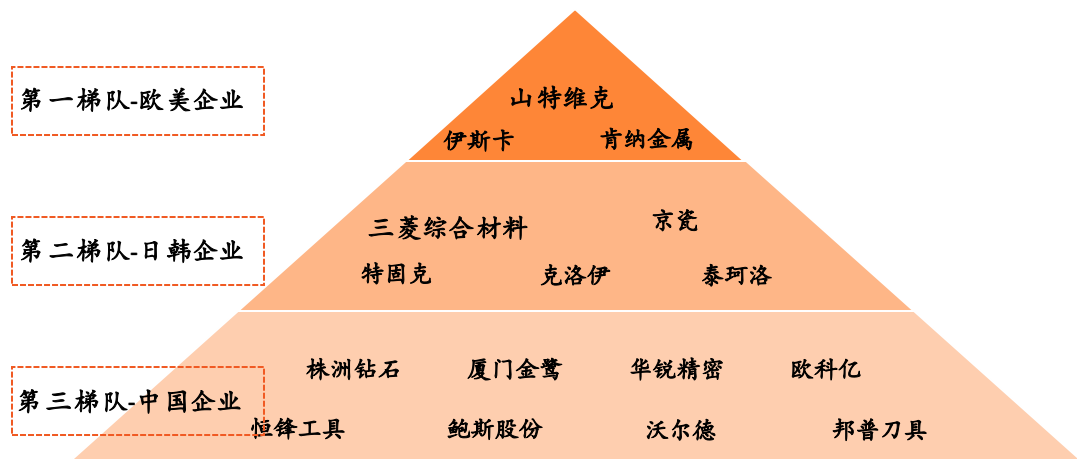 第一梯队-欧美企业
山特维克
伊斯卡 肯纳金属
第二梯队-日韩企业
三菱综合材料 京瓷
特固克 克洛伊 泰珂洛
第三梯队-中国企业
株洲钻石 厦门金鹭 华锐精密 欧科亿
恒锋工具 鲍斯股份 沃尔德 邦普刀具